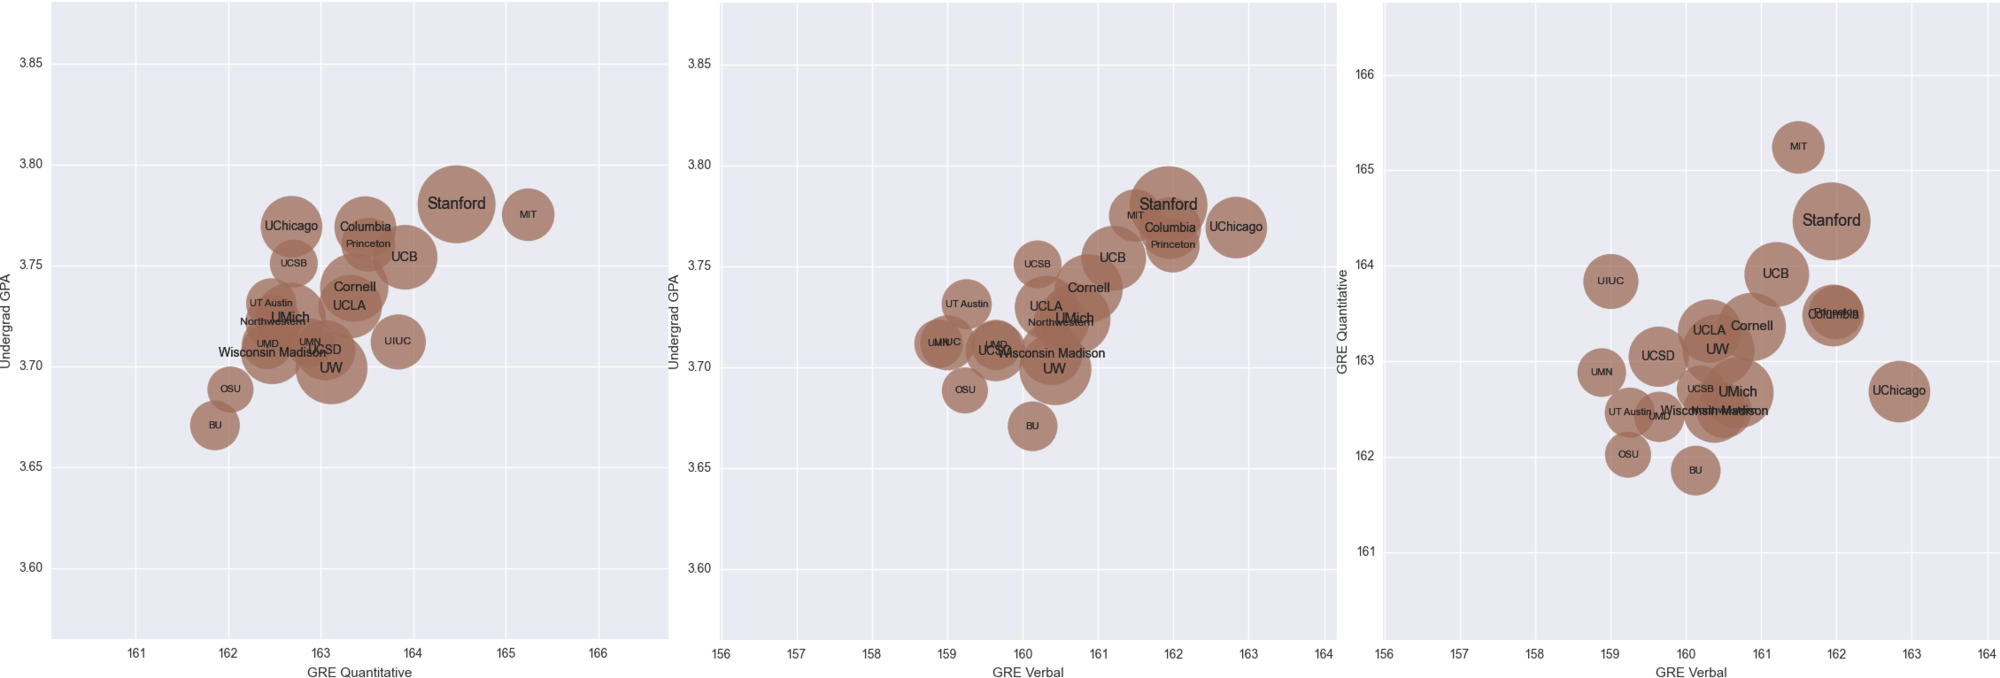 3.85
3.80
3.75
3.70
3.65
3.60
Undergrad GPA
Stanford
MIT
UChicago
Columbia
Princeton
UCB
UCSB
Cornell
UT Austin
UCLA
UMich
Northwestern
UMD
UMN
UIUC
Wisconsin Madison
UCSD
UW
OSU
BU
161
162
163
164
165
166
GRE Quantitative
3.85
3.80
3.75
3.70
3.65
3.60
Undergrad GPA
Stanford
MIT
Columbia
UChicago
Princeton
UCB
UCSB
Cornell
UT Austin
UCLA
UMich
Northwestern
UMN
UIUC
UMD
UCSD
Wisconsin Madison
UW
OSU
BU
156
157
158
159
160
161
162
163
164
GRE Verbal
166
165
164
163
162
161
GRE Quantitative
MIT
Stanford
UCB
UIUC
Princeton
Columbia
UCLA
Cornell
UW
UCSD
UMN
UCSB
UMich
UChicago
UT Austin
UMD
Wisconsin Madison
OSU
BU
156
157
158
159
160
161
162
163
164
GRE Verbal